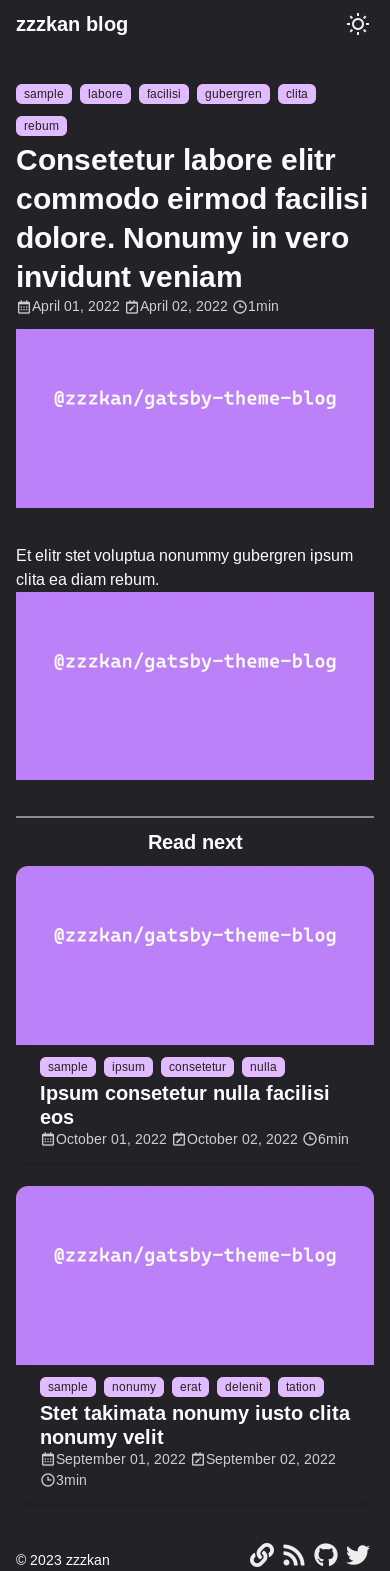 zzzkan blog
sample labore facilisi gubergren clita
rebum
Consetetur labore elitr
commodo eirmod facilisi
dolore. Nonumy in vero
invidunt veniam
April 01, 2022 April 02, 2022 1min
@zzzkan/gatsby-theme-blog
Et elitr stet voluptua nonummy gubergren ipsum
clita ea diam rebum.
@zzzkan/gatsby-theme-blog
Read next
@zzzkan/gatsby-theme-blog
sample ipsum consetetur nulla
Ipsum consetetur nulla facilisi
eos
October 01, 2022 October 02, 2022 6min
@zzzkan/gatsby-theme-blog
sample nonumy erat delenit tation
Stet takimata nonumy iusto clita
nonumy velit
September 01, 2022 September 02, 2022
3min
© 2023 zzzkan